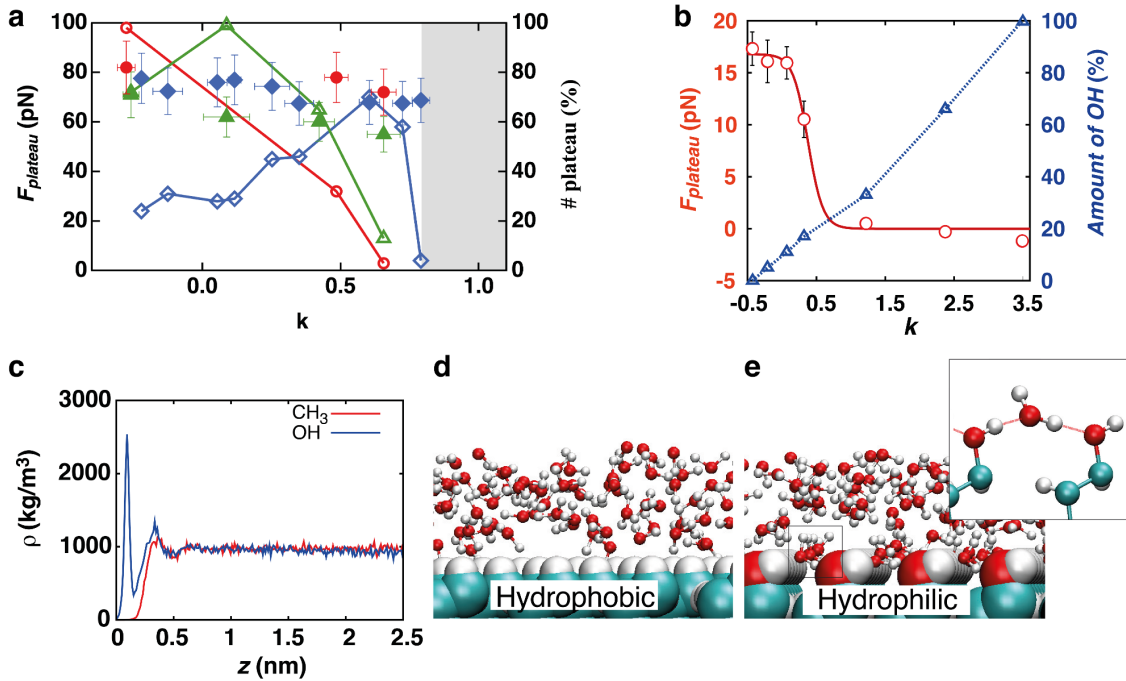 a
100
80
60
40
20
0
F_plateau (pN)
0.0
0.5
1.0
k
100
80
60
40
20
0
# plateau (%)
b
20
15
10
5
0
-5
F_plateau (pN)
-0.5
0.5
1.5
2.5
3.5
k
100
80
60
40
20
0
Amount of OH (%)
c
3000
2000
1000
0
ρ (kg/m³)
0
0.5
1
1.5
2
2.5
z (nm)
CH₃
OH
d
Hydrophobic
e
Hydrophilic